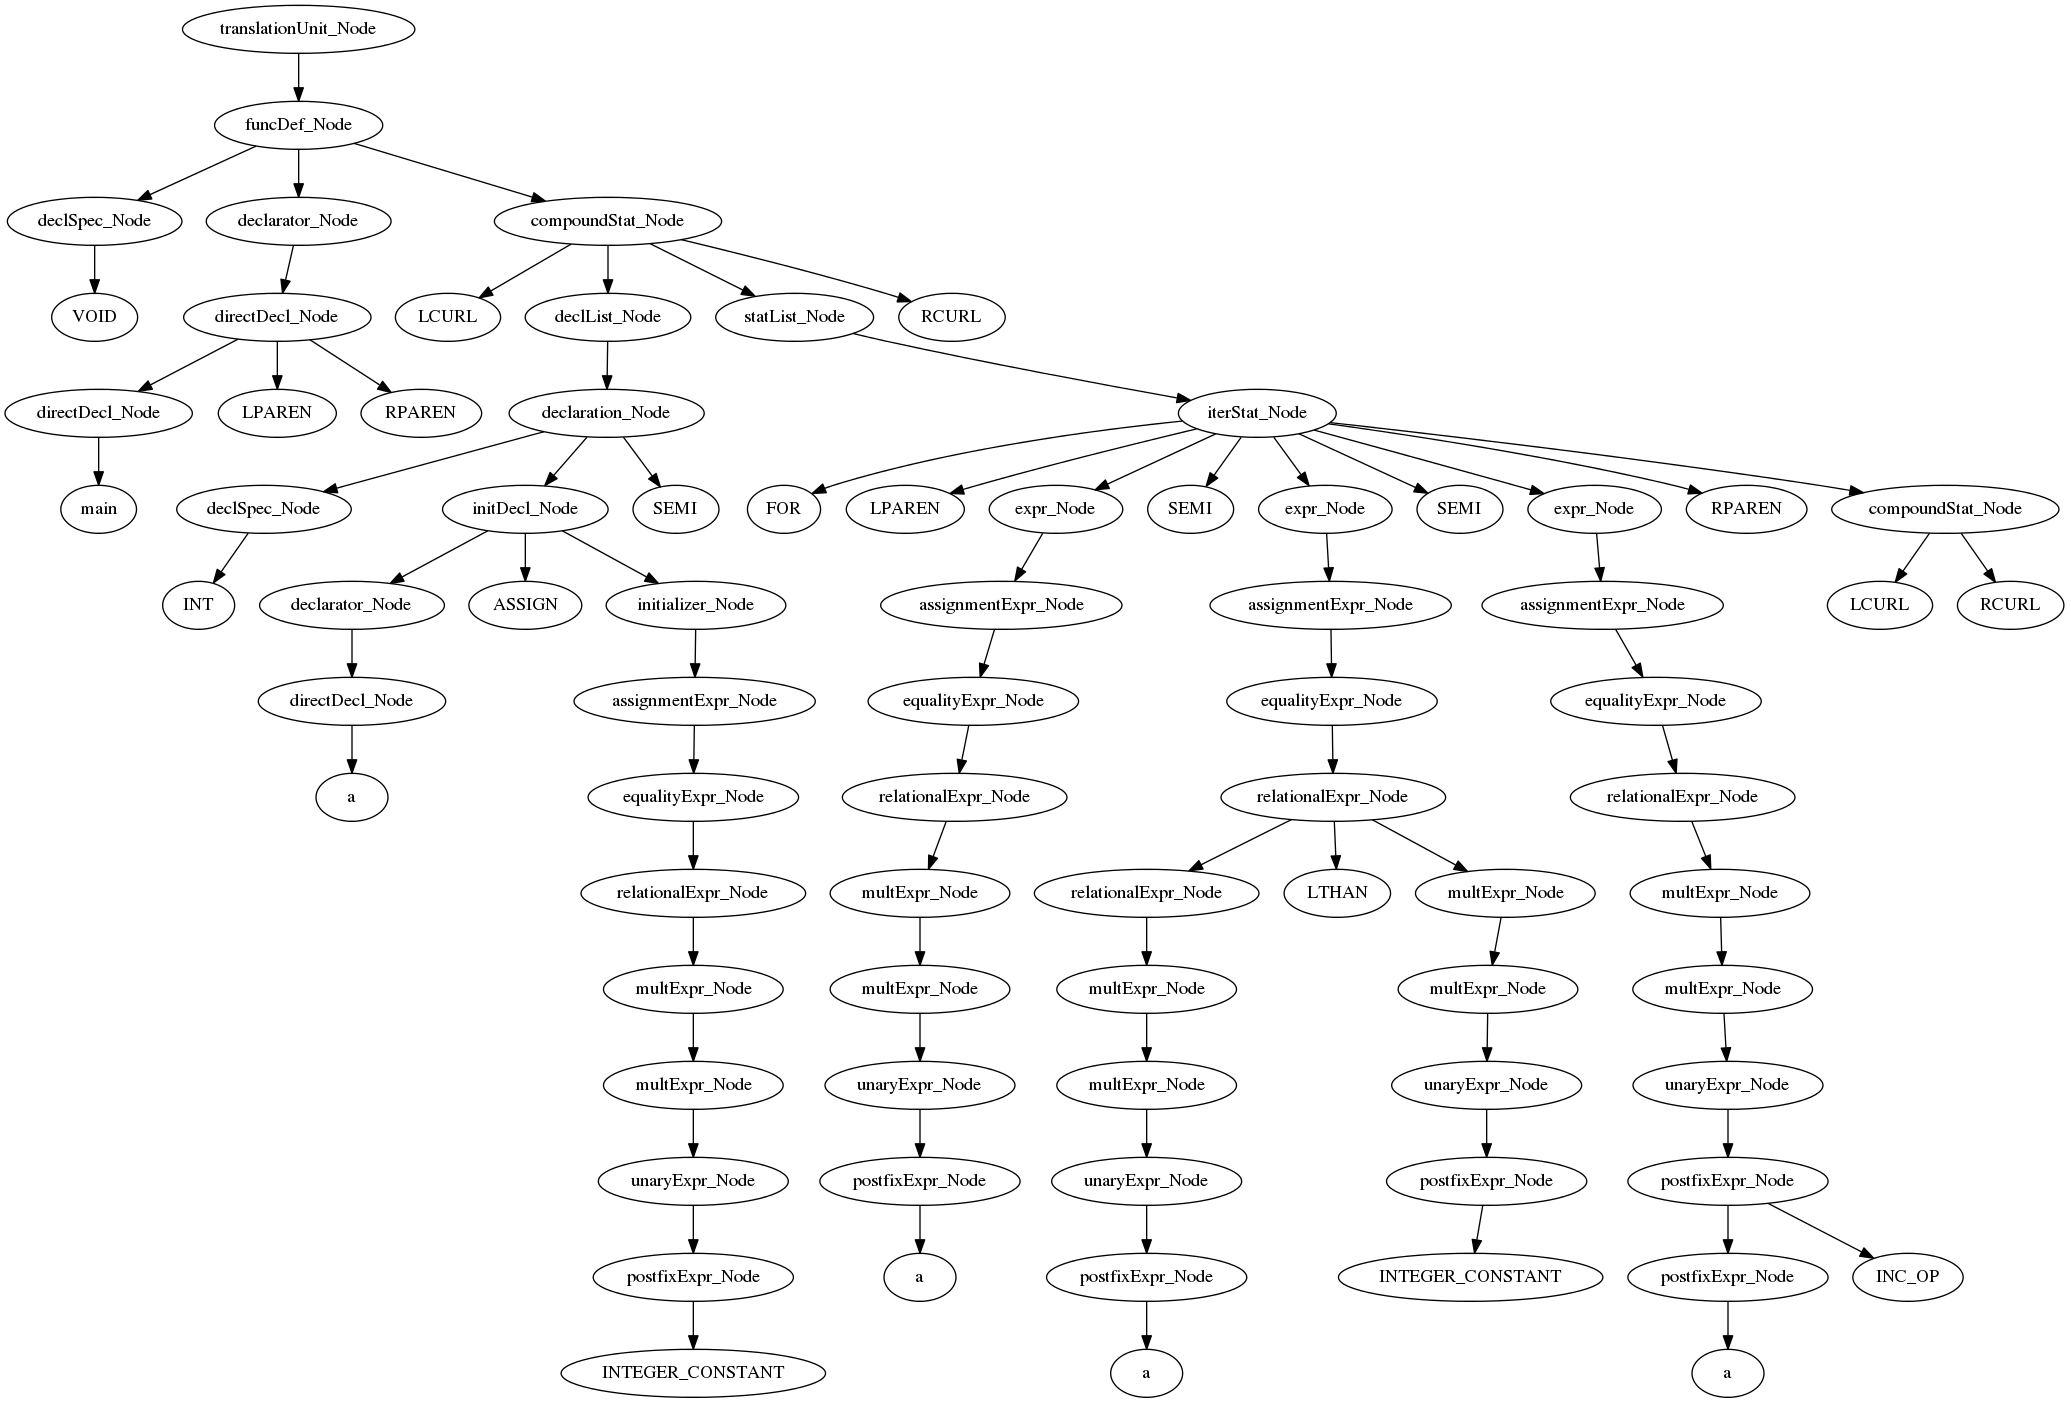 translationUnit_Node
funcDef_Node
declSpec_Node declarator_Node compoundStat_Node
VOID directDecl_Node LCURL declList_Node statList_Node RCURL
directDecl_Node LPAREN RPAREN declaration_Node iterStat_Node
main declSpec_Node initDecl_Node SEMI FOR LPAREN expr_Node SEMI expr_Node SEMI expr_Node RPAREN compoundStat_Node
INT declarator_Node ASSIGN initializer_Node assignmentExpr_Node assignmentExpr_Node assignmentExpr_Node LCURL RCURL
directDecl_Node assignmentExpr_Node equalityExpr_Node equalityExpr_Node equalityExpr_Node
a equalityExpr_Node relationalExpr_Node relationalExpr_Node relationalExpr_Node
relationalExpr_Node multExpr_Node relationalExpr_Node LTHAN multExpr_Node multExpr_Node
multExpr_Node multExpr_Node multExpr_Node multExpr_Node multExpr_Node
multExpr_Node unaryExpr_Node multExpr_Node unaryExpr_Node unaryExpr_Node
unaryExpr_Node postfixExpr_Node unaryExpr_Node postfixExpr_Node postfixExpr_Node
postfixExpr_Node a postfixExpr_Node INTEGER_CONSTANT postfixExpr_Node INC_OP
INTEGER_CONSTANT a a